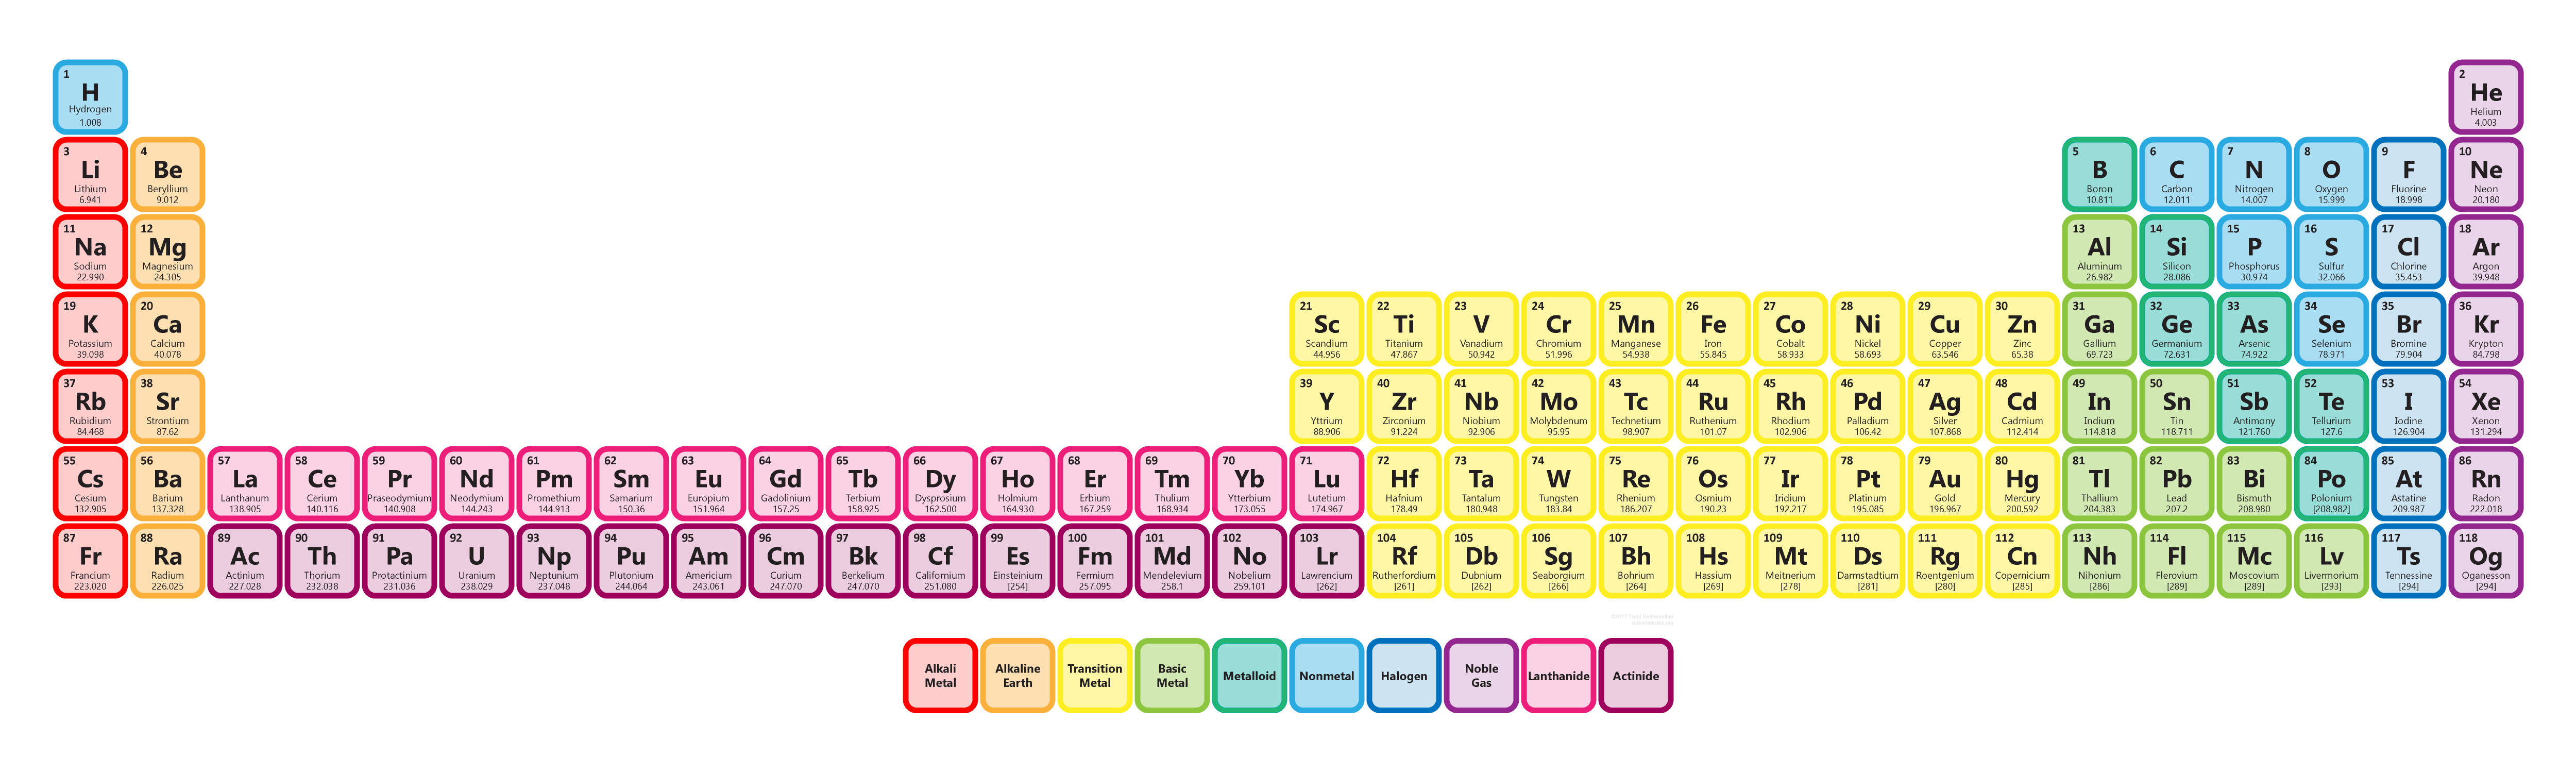 1
H
Hydrogen
1.008
2
He
Helium
4.003
3
Li
Lithium
6.941
4
Be
Beryllium
9.012
5
B
Boron
10.811
6
C
Carbon
12.011
7
N
Nitrogen
14.007
8
O
Oxygen
15.999
9
F
Fluorine
18.998
10
Ne
Neon
20.180
11
Na
Sodium
22.990
12
Mg
Magnesium
24.305
13
Al
Aluminum
26.982
14
Si
Silicon
28.086
15
P
Phosphorus
30.974
16
S
Sulfur
32.066
17
Cl
Chlorine
35.453
18
Ar
Argon
39.948
19
K
Potassium
39.098
20
Ca
Calcium
40.078
21
Sc
Scandium
44.956
22
Ti
Titanium
47.867
23
V
Vanadium
50.942
24
Cr
Chromium
51.996
25
Mn
Manganese
54.938
26
Fe
Iron
55.845
27
Co
Cobalt
58.933
28
Ni
Nickel
58.693
29
Cu
Copper
63.546
30
Zn
Zinc
65.38
31
Ga
Gallium
69.723
32
Ge
Germanium
72.631
33
As
Arsenic
74.922
34
Se
Selenium
78.971
35
Br
Bromine
79.904
36
Kr
Krypton
84.798
37
Rb
Rubidium
84.468
38
Sr
Strontium
87.62
39
Y
Yttrium
88.906
40
Zr
Zirconium
91.224
41
Nb
Niobium
92.906
42
Mo
Molybdenum
95.95
43
Tc
Technetium
98.907
44
Ru
Ruthenium
101.07
45
Rh
Rhodium
102.906
46
Pd
Palladium
106.42
47
Ag
Silver
107.868
48
Cd
Cadmium
112.414
49
In
Indium
114.818
50
Sn
Tin
118.711
51
Sb
Antimony
121.760
52
Te
Tellurium
127.6
53
I
Iodine
126.904
54
Xe
Xenon
131.294
55
Cs
Cesium
132.905
56
Ba
Barium
137.328
57
La
Lanthanum
138.905
58
Ce
Cerium
140.116
59
Pr
Praseodymium
140.908
60
Nd
Neodymium
144.243
61
Pm
Promethium
144.913
62
Sm
Samarium
150.36
63
Eu
Europium
151.964
64
Gd
Gadolinium
157.25
65
Tb
Terbium
158.925
66
Dy
Dysprosium
162.500
67
Ho
Holmium
164.930
68
Er
Erbium
167.259
69
Tm
Thulium
168.934
70
Yb
Ytterbium
173.055
71
Lu
Lutetium
174.967
72
Hf
Hafnium
178.49
73
Ta
Tantalum
180.948
74
W
Tungsten
183.84
75
Re
Rhenium
186.207
76
Os
Osmium
190.23
77
Ir
Iridium
192.217
78
Pt
Platinum
195.085
79
Au
Gold
196.967
80
Hg
Mercury
200.592
81
Tl
Thallium
204.383
82
Pb
Lead
207.2
83
Bi
Bismuth
208.980
84
Po
Polonium
[208.982]
85
At
Astatine
209.987
86
Rn
Radon
222.018
87
Fr
Francium
223.020
88
Ra
Radium
226.025
89
Ac
Actinium
227.028
90
Th
Thorium
232.038
91
Pa
Protactinium
231.036
92
U
Uranium
238.029
93
Np
Neptunium
237.048
94
Pu
Plutonium
244.064
95
Am
Americium
243.061
96
Cm
Curium
247.070
97
Bk
Berkelium
247.070
98
Cf
Californium
251.080
99
Es
Einsteinium
[254]
100
Fm
Fermium
257.095
101
Md
Mendelevium
258.1
102
No
Nobelium
259.101
103
Lr
Lawrencium
[262]
104
Rf
Rutherfordium
[261]
105
Db
Dubnium
[262]
106
Sg
Seaborgium
[266]
107
Bh
Bohrium
[264]
108
Hs
Hassium
[269]
109
Mt
Meitnerium
[278]
110
Ds
Darmstadtium
[281]
111
Rg
Roentgenium
[280]
112
Cn
Copernicium
[285]
113
Nh
Nihonium
[286]
114
Fl
Flerovium
[289]
115
Mc
Moscovium
[289]
116
Lv
Livermorium
[293]
117
Ts
Tennessine
[294]
118
Og
Oganesson
[294]
Alkali
Metal
Alkaline
Earth
Transition
Metal
Basic
Metal
Metalloid
Nonmetal
Halogen
Noble
Gas
Lanthanide
Actinide